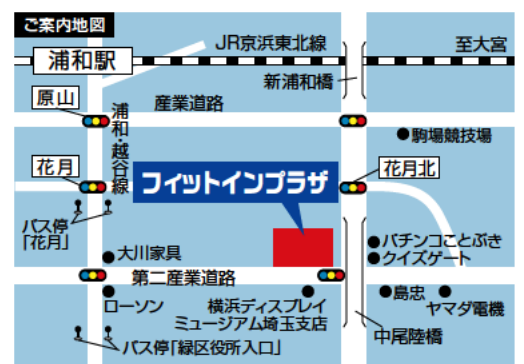 ご案内地図
JR京浜東北線
至大宮
浦和駅
新浦和橋
原山
産業道路
浦和・越谷線
駒場競技場
花月
フィットインプラザ
花月北
バス停
「花月」
大川家具
パチンコことぶき
クイズゲート
第二産業道路
ローソン
横浜ディスプレイ
ミュージアム埼玉支店
島忠
ヤマダ電機
中尾陸橋
バス停「緑区役所入口」